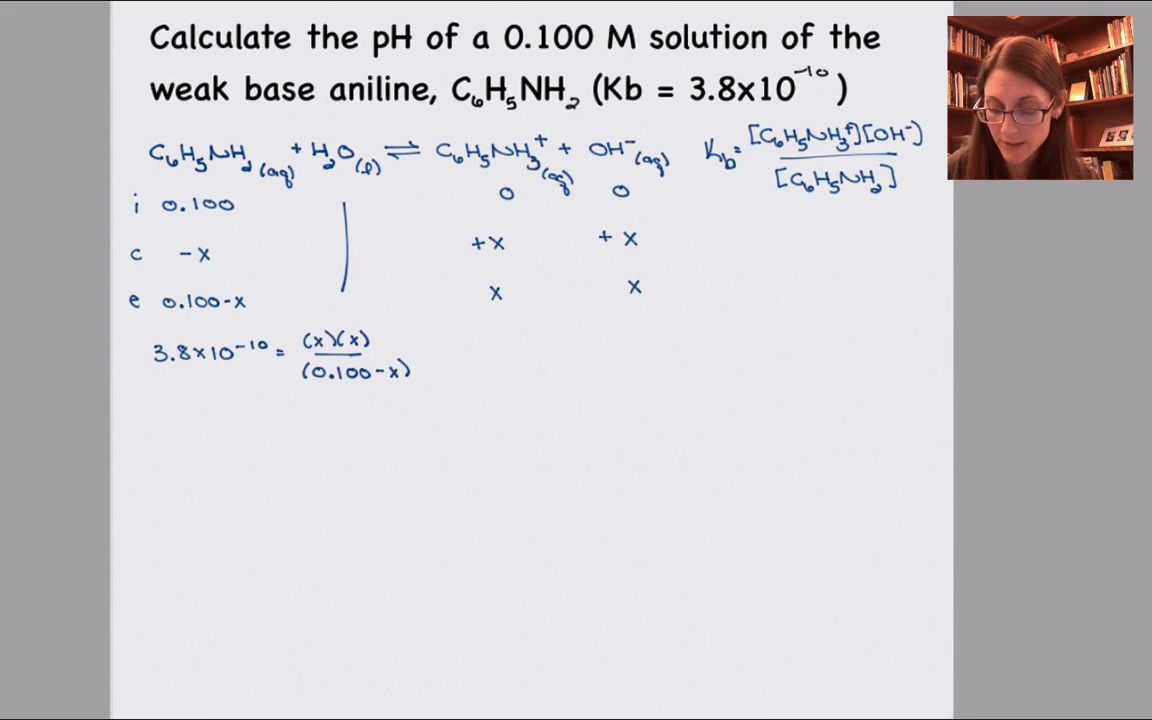 Calculate the pH of a 0.100 M solution of the
weak base aniline, C₆H₅NH₂ (Kb = 3.8x10⁻¹⁰)
C₆H₅NH₂(aq) + H₂O(l) ⇌ C₆H₅NH₃⁺(aq) + OH⁻(aq) Kb = [C₆H₅NH₃⁺][OH⁻] / [C₆H₅NH₂]
i 0.100 | 0 0
c -x +x +x
e 0.100-x x x
3.8x10⁻¹⁰ = (x)(x) / (0.100-x)